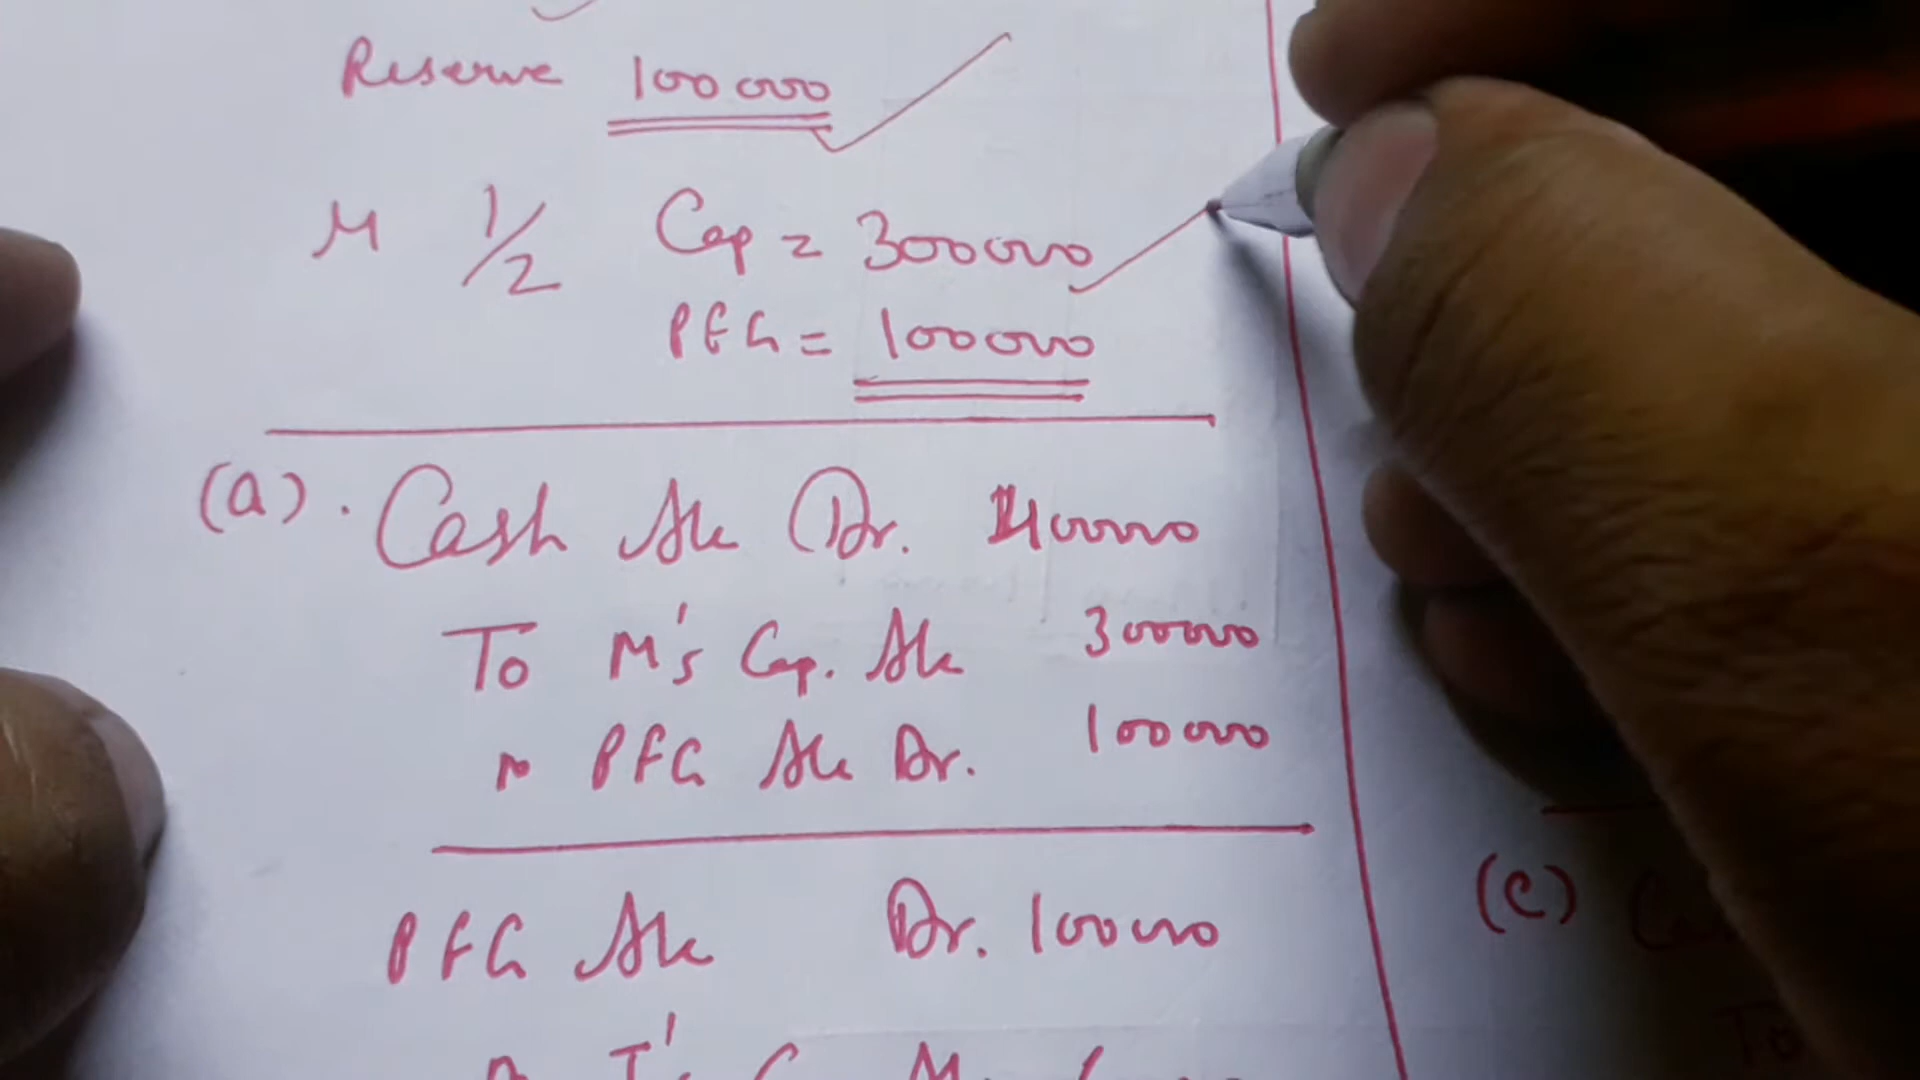 Reserve 100000
M 1/2 Cap = 300000
PFG = 100000
(a). Cash A/c Dr. 400000
To M's Cap. A/c 300000
" PFG A/c Dr. 100000
PFG A/c Dr. 100000
(C)
To